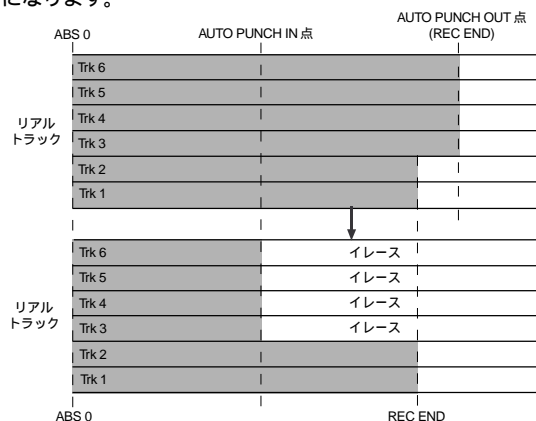 になります。
AUTO PUNCH OUT 点
ABS 0 AUTO PUNCH IN 点 (REC END)
Trk 6
Trk 5
Trk 4
Trk 3
Trk 2
Trk 1
リアル
トラック
Trk 6 イレース
Trk 5 イレース
Trk 4 イレース
Trk 3 イレース
Trk 2
Trk 1
リアル
トラック
ABS 0 REC END